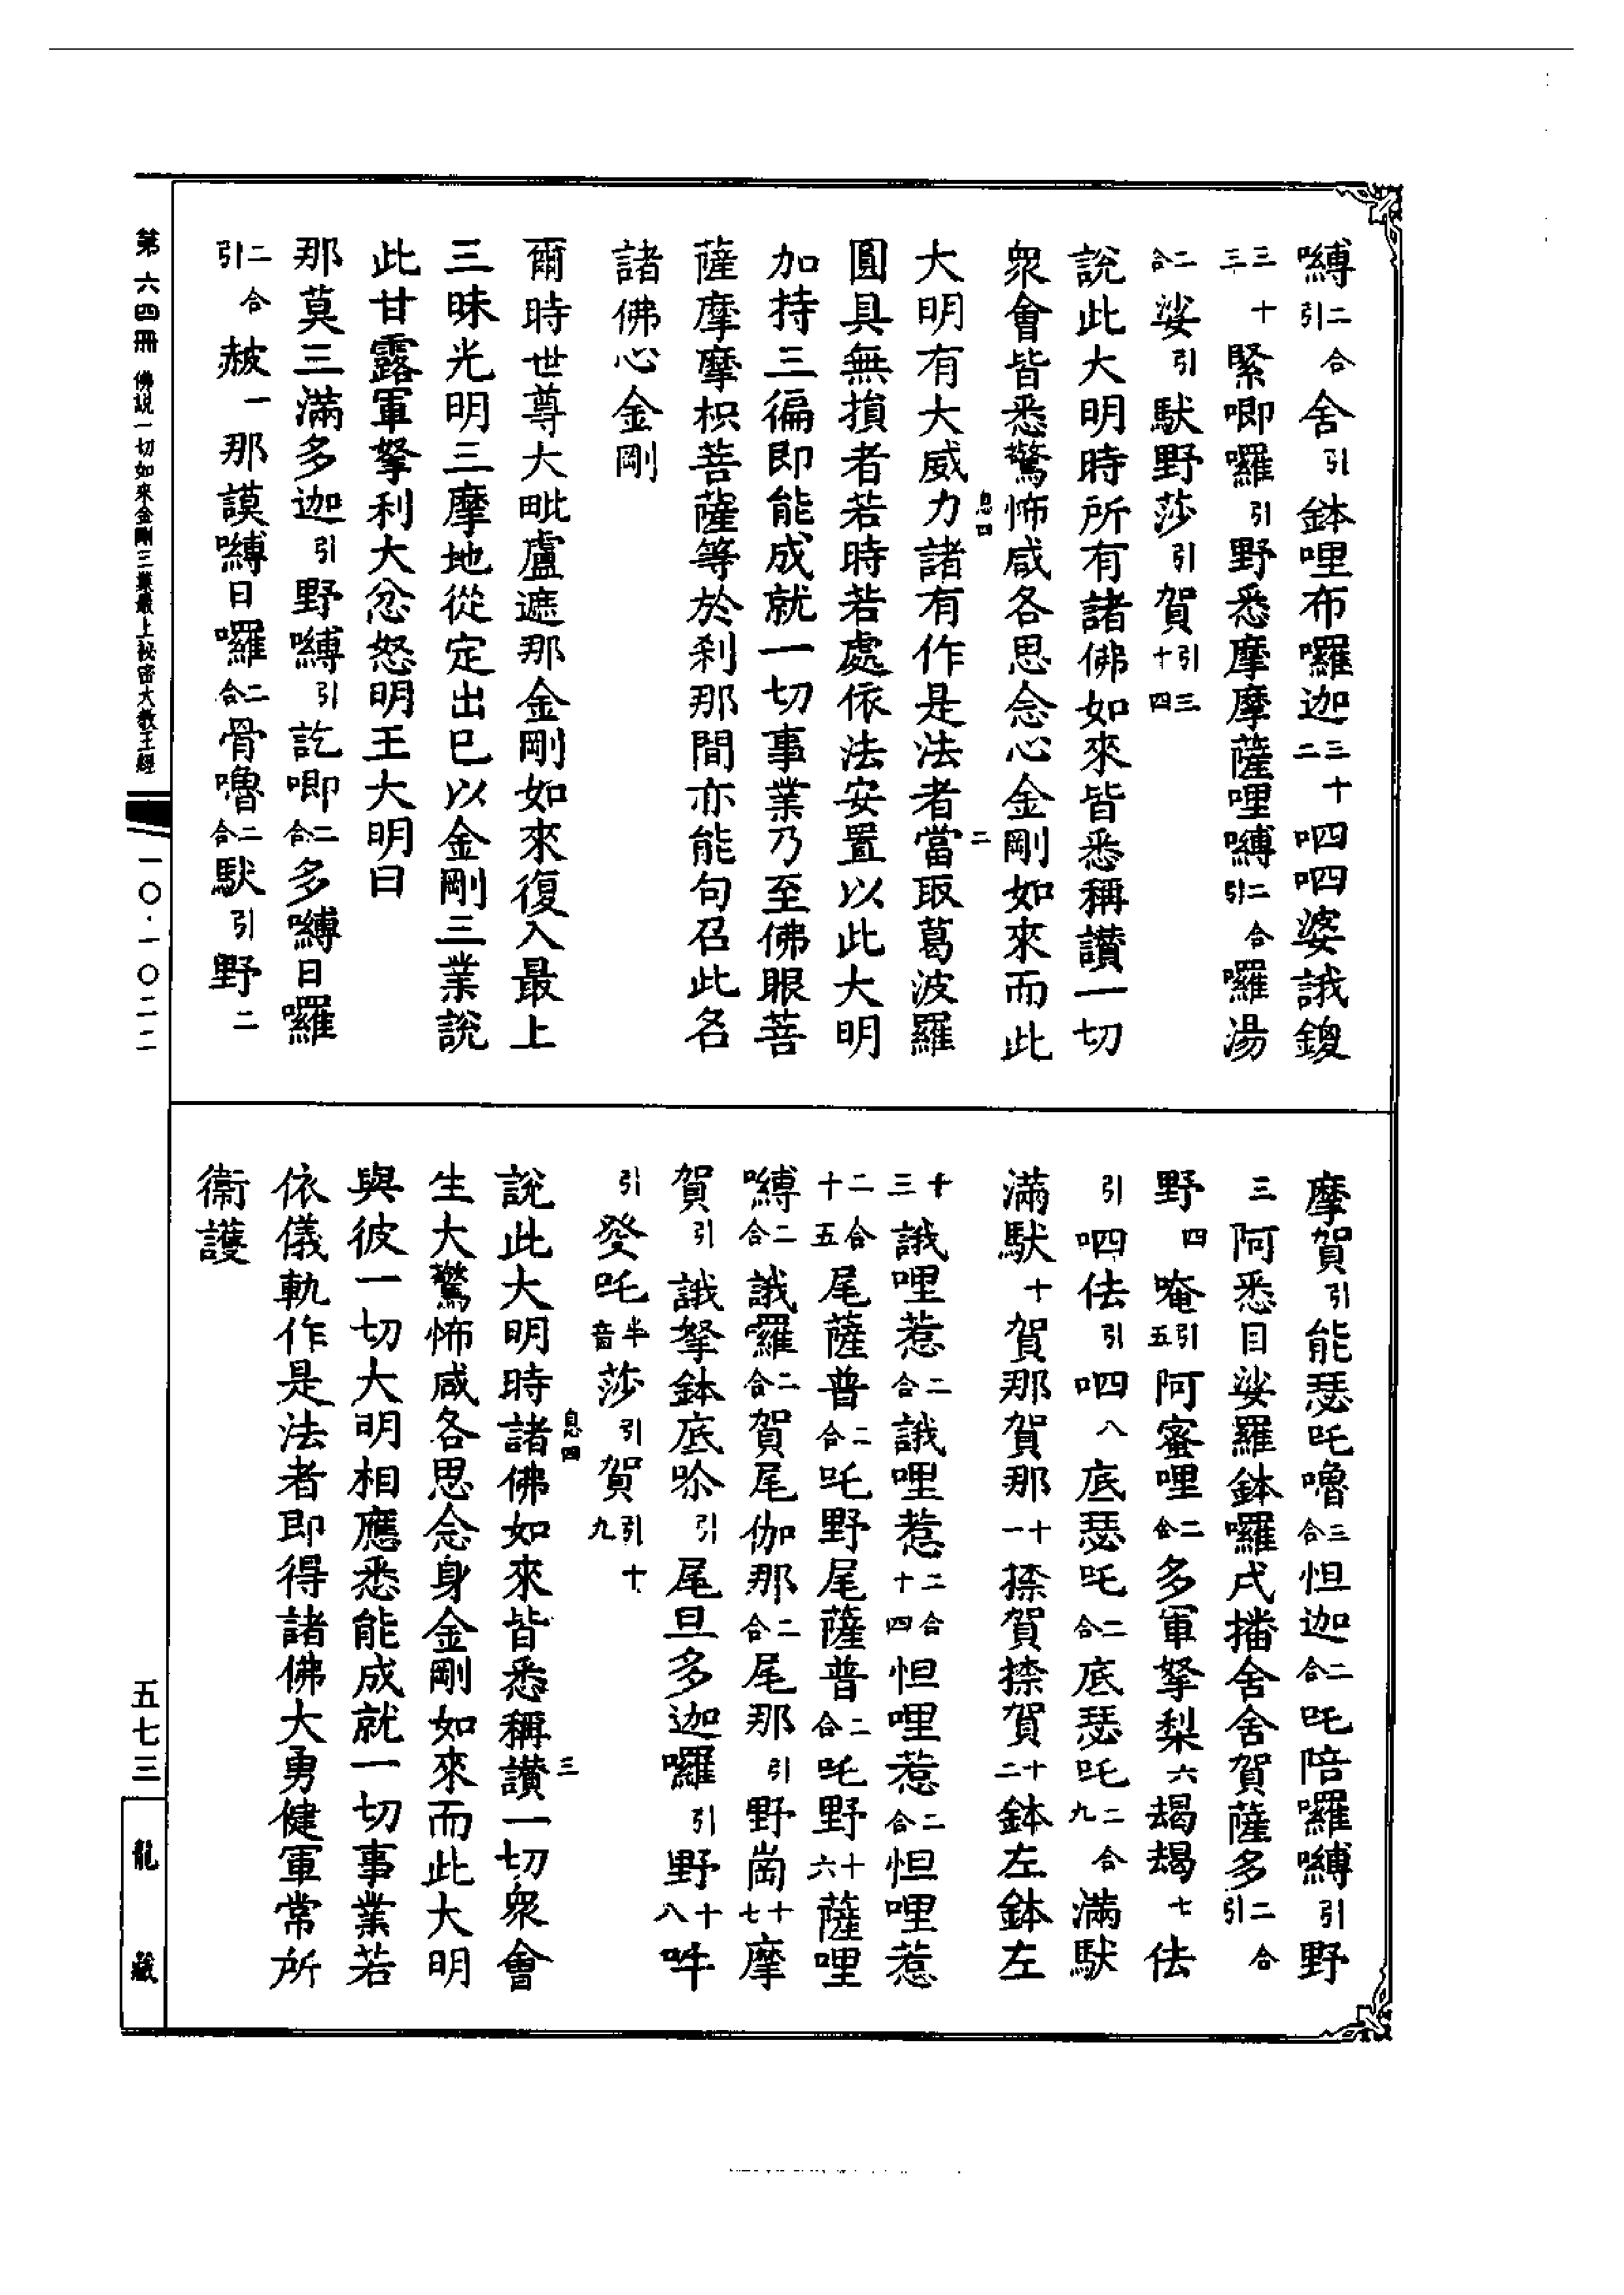 嚩引二合舍引鉢哩布囉迦三十二呬呬婆誐鑁
三十三緊唧囉引野悉摩摩薩哩嚩引二合囉湯
二合娑引馱野莎引賀引三十四
說此大明時所有諸佛如來皆悉稱讚一切
眾會皆悉驚怖咸各思念心金剛如來而此
息四 二
大明有大威力諸有作是法者當取葛波羅
圓具無損者若時若處依法安置以此大明
加持三徧即能成就一切事業乃至佛眼菩
薩摩摩枳菩薩等於剎那間亦能句召此名
諸佛心金剛
爾時世尊大毗盧遮那金剛如來復入最上
三昧光明三摩地從定出已以金剛三業說
此甘露軍拏利大忿怒明王大明曰
那莫三滿多迦引野嚩引訖唧二合多嚩日囉
引二合赧一那謨嚩日囉二合骨嚕二合馱引野二
摩賀引能瑟吒嚕三合怛迦二合吒陪囉嚩引野
三阿悉目娑羅鉢囉戌播舍舍賀薩多引二合
野四唵引五阿蜜哩二合多軍拏梨六朅朅七佉
引呬佉引呬八底瑟吒二合底瑟吒二合九滿馱
滿馱十賀那賀那十一捺賀捺賀十二鉢左鉢左
十三誐哩惹二合誐哩惹二合十四怛哩惹二合怛哩惹
二合十五尾薩普二合吒野尾薩普二合吒野十六薩哩
嚩二合誐囉二合賀尾伽那二合尾那引野崗十七摩
賀引誐拏鉢底吤引尾旦多迦囉引野十八吽
引癹吒半音莎引賀引十九
說此大明時諸佛如來皆悉稱讚一切眾會
息四 三
生大驚怖咸各思念身金剛如來而此大明
與彼一切大明相應悉能成就一切事業若
依儀軌作是法者即得諸佛大勇健軍常所
衞護
第六四冊 佛說一切如來金剛三業最上祕密大教王經 一〇·一〇二二
五七三 龍藏